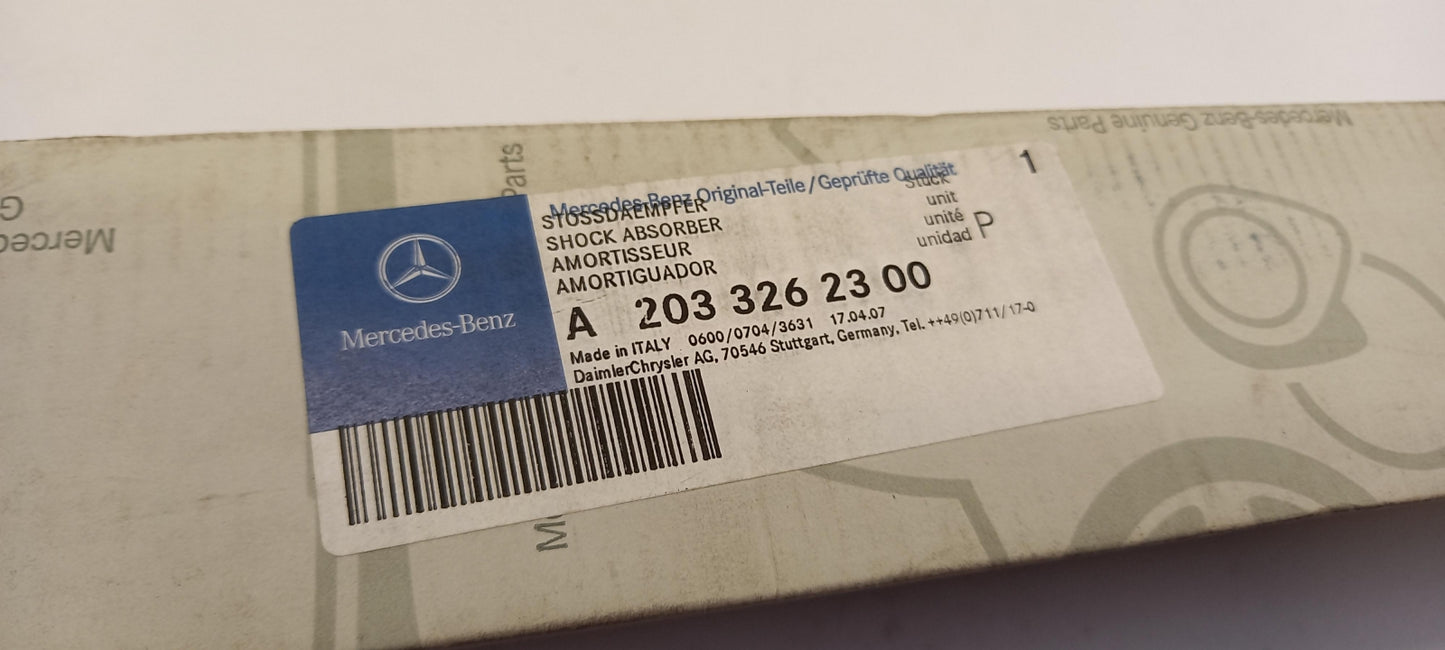 Mercedes-Benz Genuine Parts
Parts
Merced
G
Mercedes-Benz Original-Teile/Geprüfte Qualität
1
STOSSDAEMPFER
Stück
SHOCK ABSORBER
unit
AMORTISSEUR
unité
AMORTIGUADOR
unidad P
A 203 326 23 00
Made in ITALY 0600/0704/3631 17.04.07
DaimlerChrysler AG, 70546 Stuttgart, Germany, Tel. ++49(0)711/17-0
Mercedes-Benz